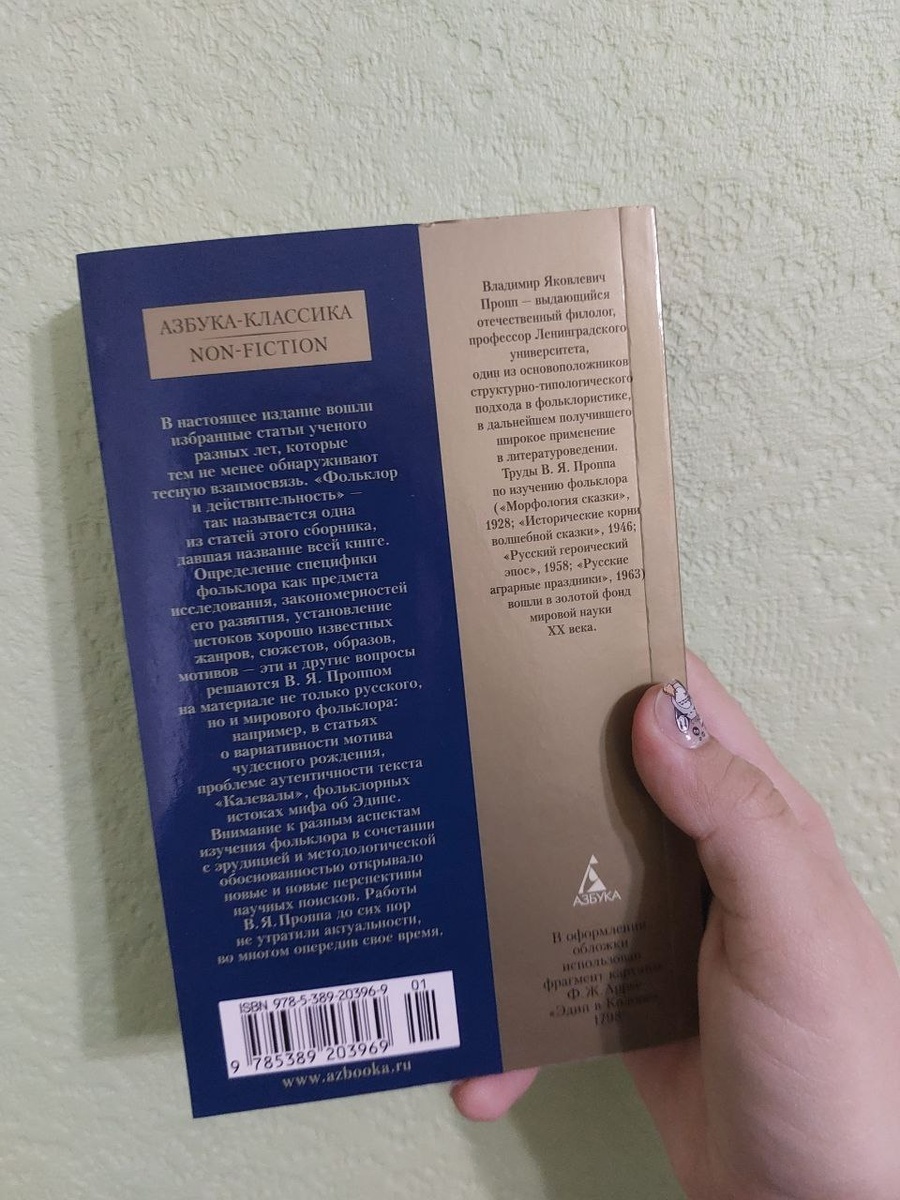 АЗБУКА-КЛАССИКА
NON-FICTION
В настоящее издание вошли
избранные статьи ученого
разных лет, которые
тем не менее обнаруживают
тесную взаимосвязь. «Фольклор
и действительность» —
так называется одна
из статей этого сборника,
давшая название всей книге.
Определение специфики
фольклора как предмета
исследования, закономерностей
его развития, установление
истоков хорошо известных
жанров, сюжетов, образов,
мотивов — эти и другие вопросы
решаются В. Я. Проппом
на материале не только русского,
но и мирового фольклора:
например, в статьях
о вариативности мотива
чудесного рождения,
проблеме аутентичности текста
«Калевалы», фольклорных
истоках мифа об Эдипе.
Внимание к разным аспектам
изучения фольклора в сочетании
с эрудицией и методологической
обоснованностью открывало
новые и новые перспективы
научных поисков. Работы
В. Я. Проппа до сих пор
не утратили актуальности,
во многом опередив свое время.
ISBN 978-5-389-20396-9
01
9 785389 203969
www.azbooka.ru
Владимир Яковлевич
Пропп — выдающийся
отечественный филолог,
профессор Ленинградского
университета,
один из основоположников
структурно-типологического
подхода в фольклористике,
в дальнейшем получившего
широкое применение
в литературоведении.
Труды В. Я. Проппа
по изучению фольклора
(«Морфология сказки»,
1928; «Исторические корни
волшебной сказки», 1946;
«Русский героический
эпос», 1958; «Русские
аграрные праздники», 1963)
вошли в золотой фонд
мировой науки
XX века.
АЗБУКА
В оформлении
обложки
использован
фрагмент картины
Ф. Ж.
«Эдип в